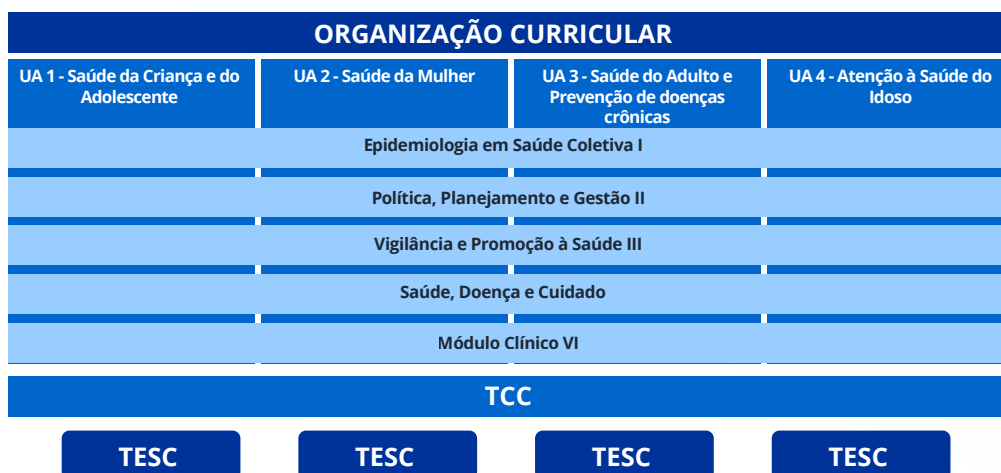 ORGANIZAÇÃO CURRICULAR
UA 1 - Saúde da Criança e do
Adolescente
UA 2 - Saúde da Mulher
UA 3 - Saúde do Adulto e
Prevenção de doenças
crônicas
UA 4 - Atenção à Saúde do
Idoso
Epidemiologia em Saúde Coletiva I
Política, Planejamento e Gestão II
Vigilância e Promoção à Saúde III
Saúde, Doença e Cuidado
Módulo Clínico VI
TCC
TESC
TESC
TESC
TESC